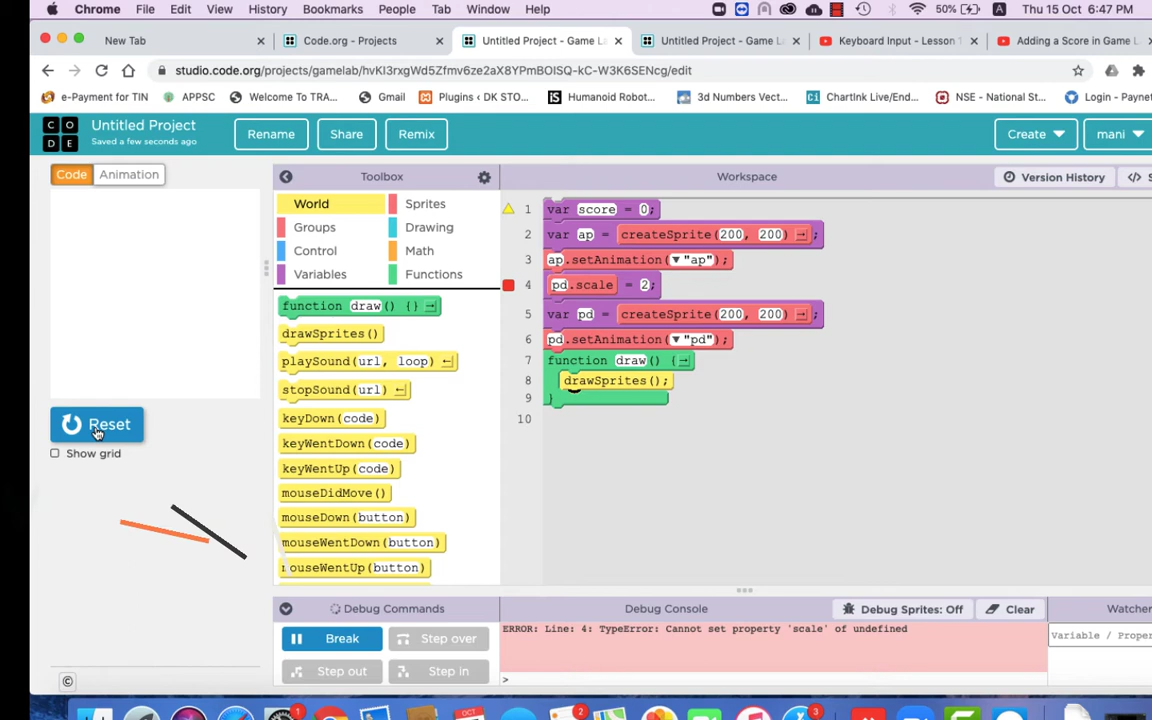 Chrome File Edit View History Bookmarks People Tab Window Help 50% A Thu 15 Oct 6:47 PM
New Tab Code.org - Projects Untitled Project - Game La Untitled Project - Game L Keyboard Input - Lesson 1 Adding a Score in Game L
studio.code.org/projects/gamelab/hvKI3rxgWd5Zfmv6ze2aX8YPmBOISQ-kC-W3K6SENcg/edit
e-Payment for TIN APPSC Welcome To TRA... Gmail Plugins ‹ DK STO... Humanoid Robot... 3d Numbers Vect... ChartInk Live/End... NSE - National St... Login - Paynet
CODE Untitled Project Rename Share Remix Create mani
Saved a few seconds ago
Code Animation Toolbox Workspace Version History </> S
World Sprites
Groups Drawing
Control Math
Variables Functions
function draw() {}
drawSprites()
playSound(url, loop)
stopSound(url)
keyDown(code)
keyWentDown(code)
keyWentUp(code)
mouseDidMove()
mouseDown(button)
mouseWentDown(button)
mouseWentUp(button)
1 var score = 0;
2 var ap = createSprite(200, 200);
3 ap.setAnimation(▼"ap");
4 pd.scale = 2;
5 var pd = createSprite(200, 200);
6 pd.setAnimation(▼"pd");
7 function draw() {
8 drawSprites();
9 }
10
Reset
Show grid
Debug Commands Debug Console Debug Sprites: Off Clear Watcher
Break Step over
Step out Step in
ERROR: Line: 4: TypeError: Cannot set property 'scale' of undefined
>
Variable / Proper
©
1 OCT 2 3